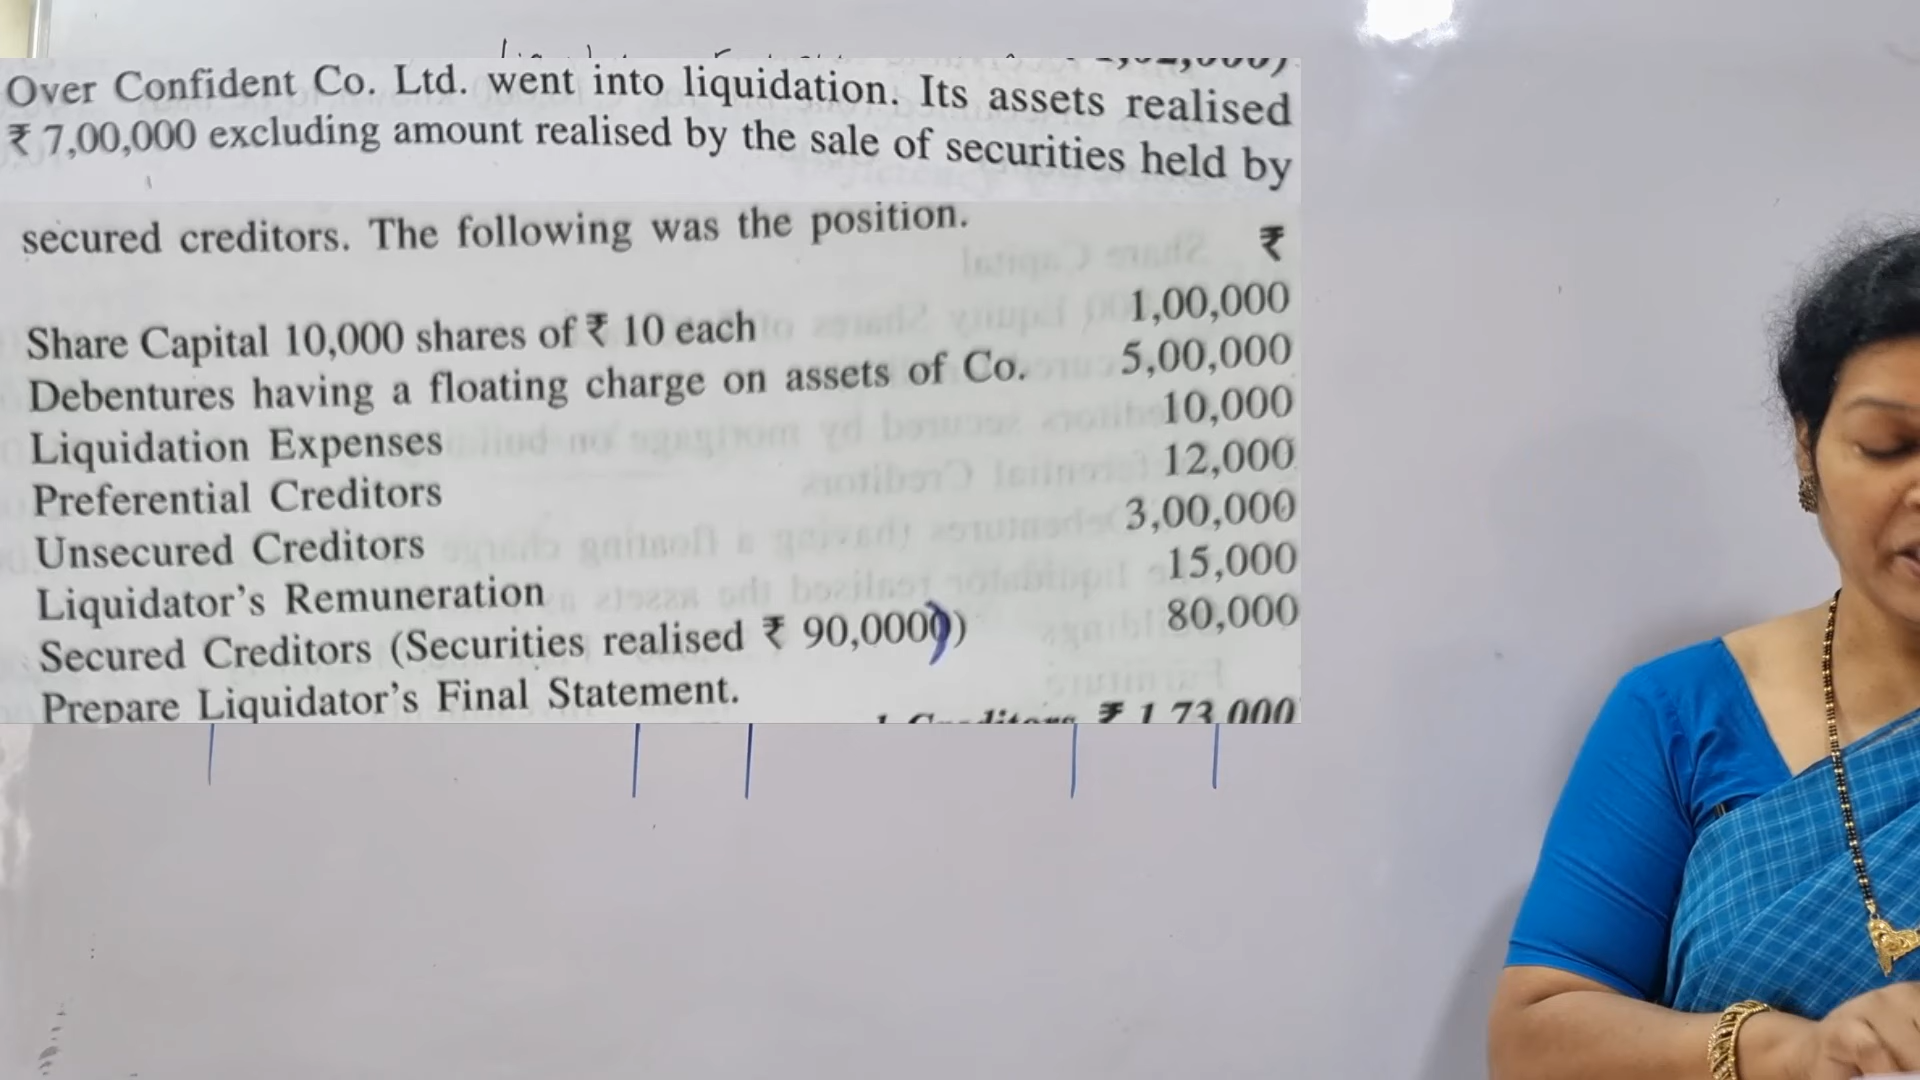 Over Confident Co. Ltd. went into liquidation. Its assets realised
₹ 7,00,000 excluding amount realised by the sale of securities held by
secured creditors. The following was the position.
₹
Share Capital 10,000 shares of ₹ 10 each 1,00,000
Debentures having a floating charge on assets of Co. 5,00,000
Liquidation Expenses 10,000
Preferential Creditors 12,000
Unsecured Creditors 3,00,000
Liquidator's Remuneration 15,000
Secured Creditors (Securities realised ₹ 90,000)) 80,000
Prepare Liquidator's Final Statement.
₹ 1,73,000